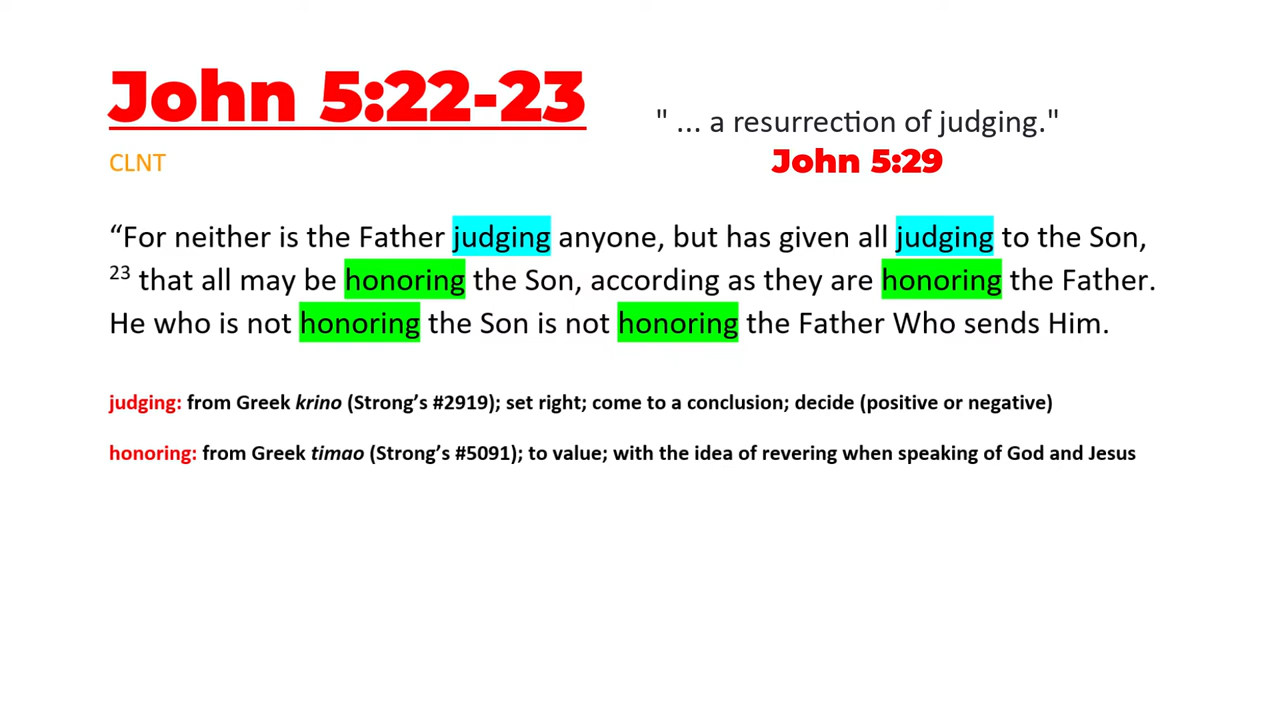 John 5:22-23
CLNT
" ... a resurrection of judging."
John 5:29
“For neither is the Father judging anyone, but has given all judging to the Son,
23 that all may be honoring the Son, according as they are honoring the Father.
He who is not honoring the Son is not honoring the Father Who sends Him.
judging: from Greek krino (Strong’s #2919); set right; come to a conclusion; decide (positive or negative)
honoring: from Greek timao (Strong’s #5091); to value; with the idea of revering when speaking of God and Jesus